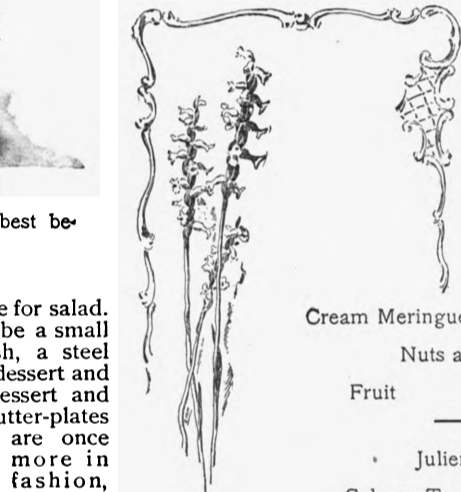 best be-
e for salad.
be a small
h, a steel
dessert and
essert and
utter-plates
are once
more in
fashion,
Cream Meringue
Nuts a
Fruit
Julie